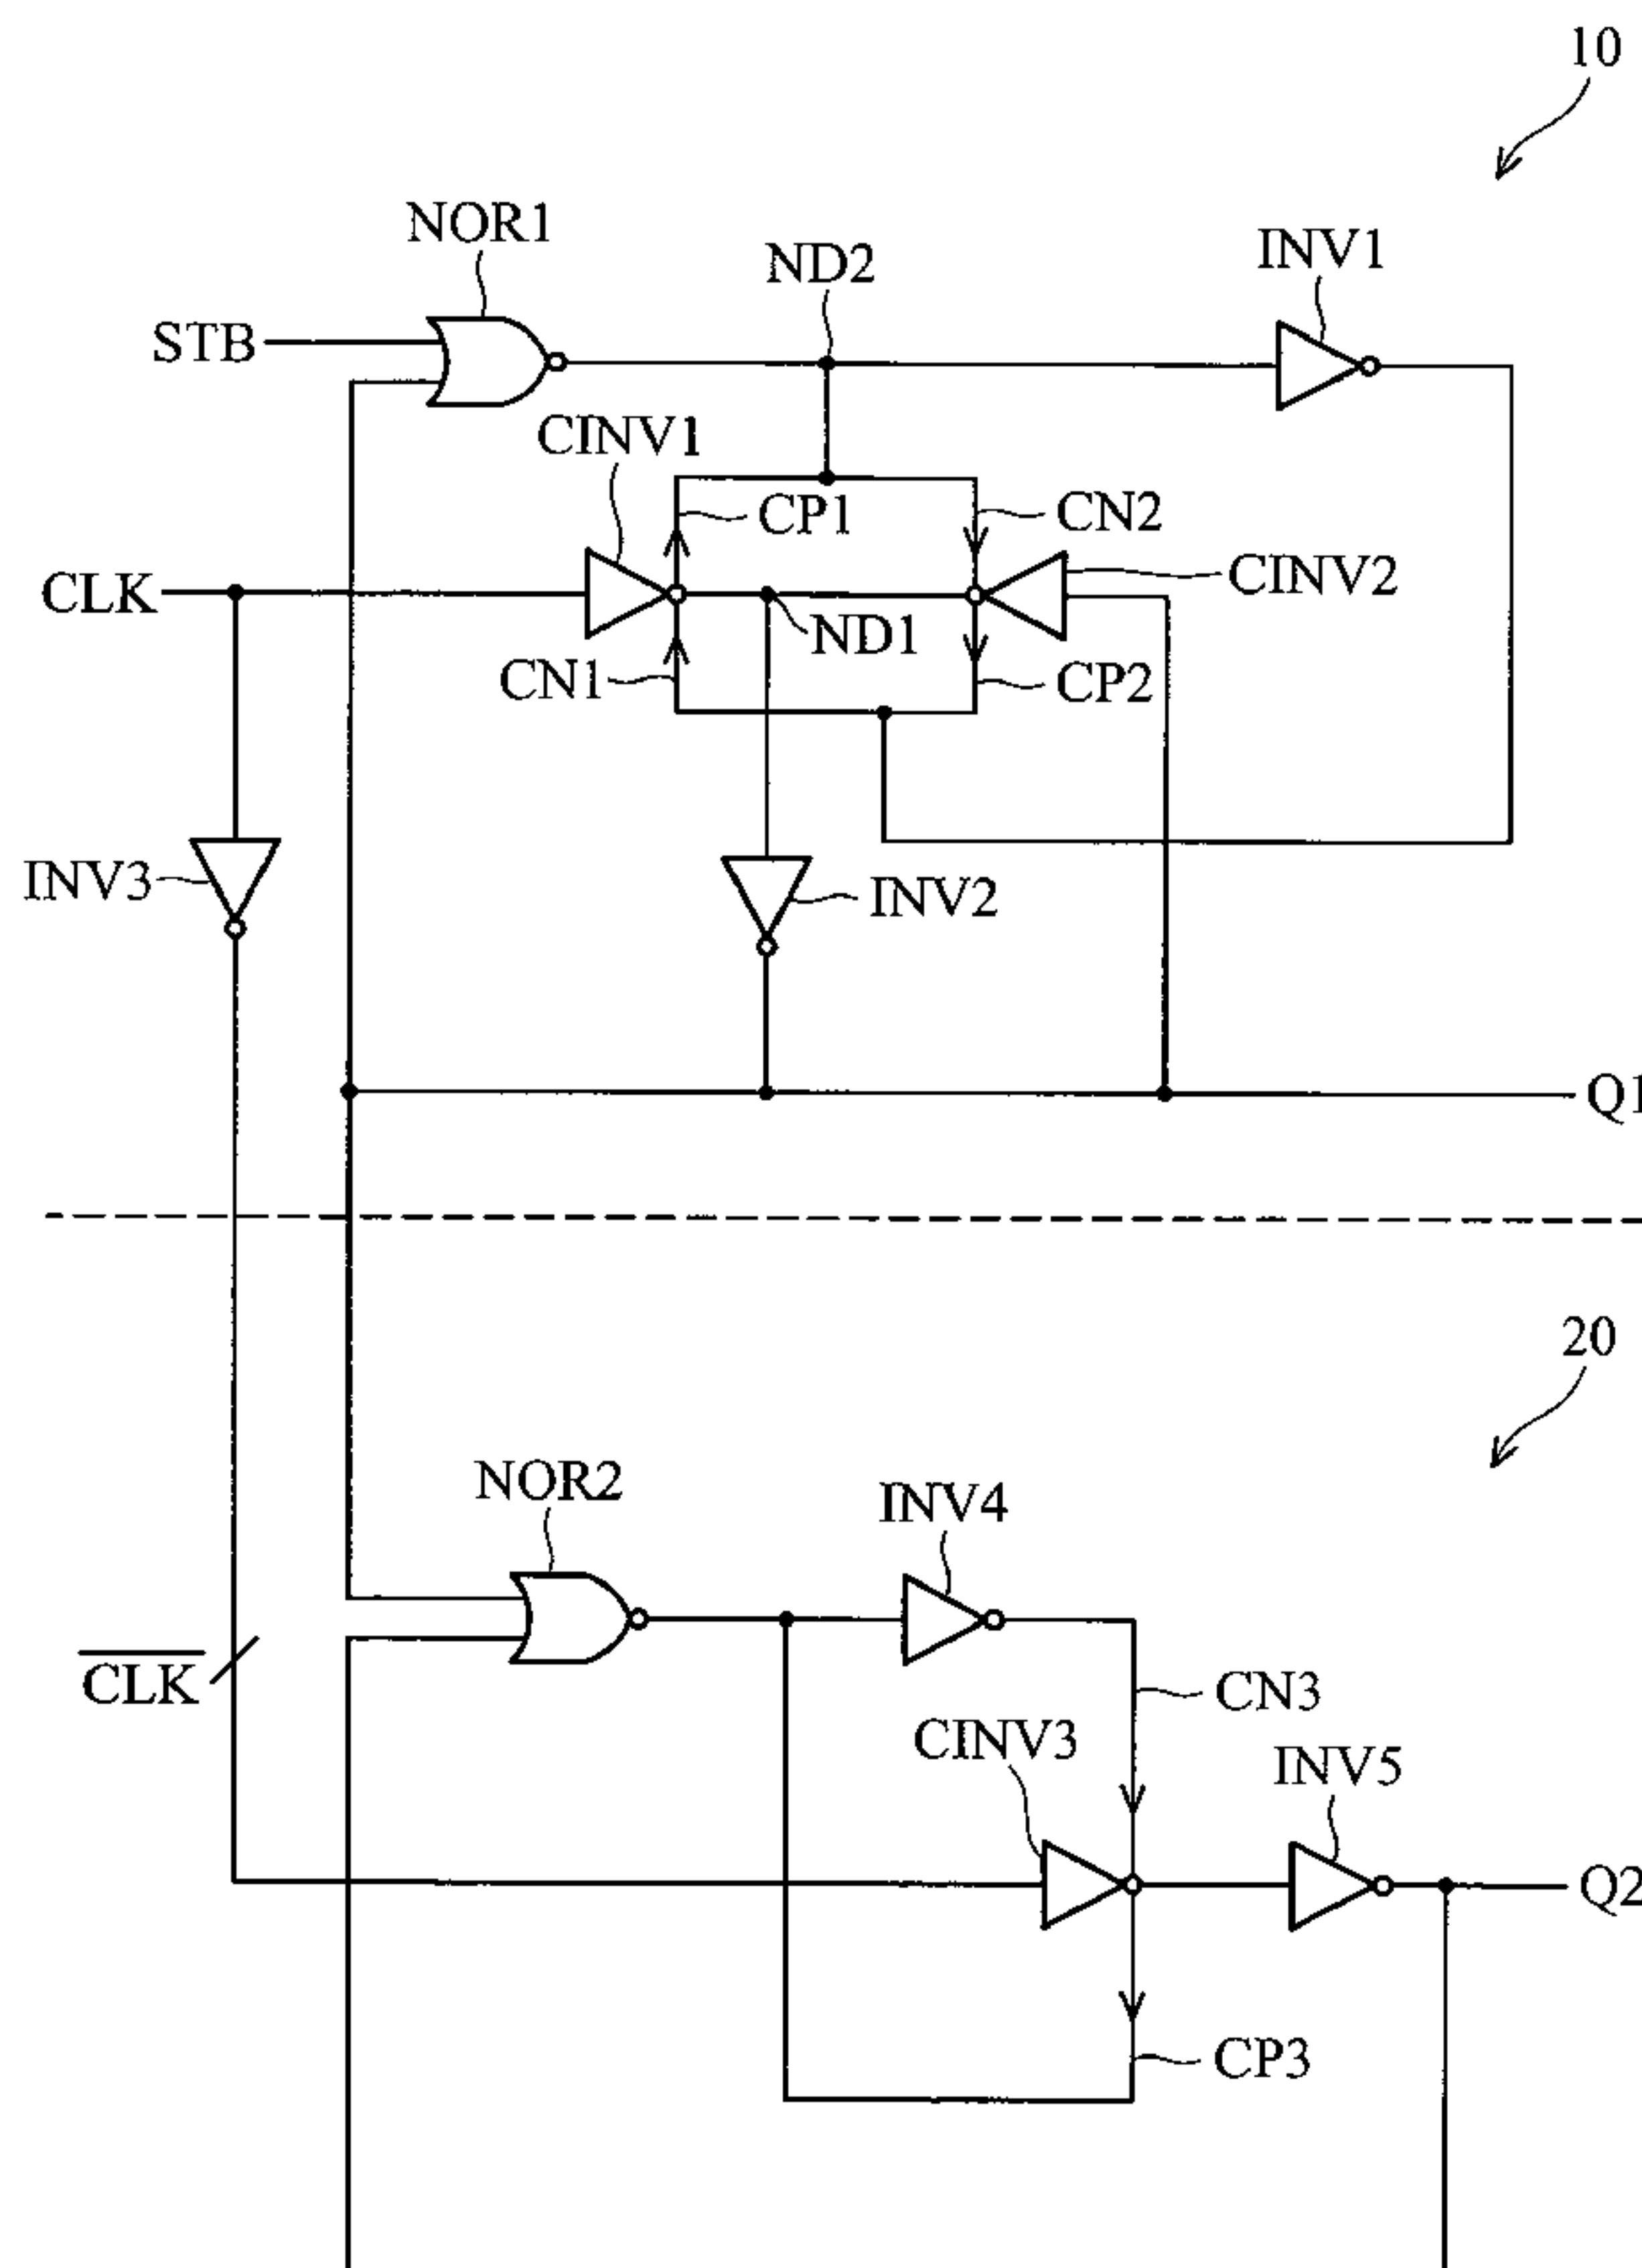 10
NOR1
ND2
INV1
STB
CINV1
CP1
CN2
CLK
CINV2
ND1
CN1
CP2
INV3
INV2
Q1
20
NOR2
INV4
CLK
CN3
CINV3
INV5
Q2
CP3